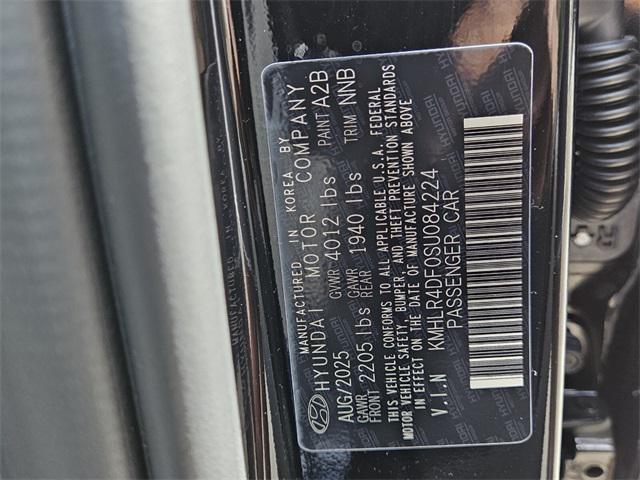 MANUFACTURED IN KOREA BY
HYUNDAI MOTOR COMPANY
AUG/2025 GVWR 4012 lbs PAINT A2B
GAWR FRONT 2205 lbs GAWR REAR 1940 lbs TRIM NNB
THIS VEHICLE CONFORMS TO ALL APPLICABLE U.S.A. FEDERAL
MOTOR VEHICLE SAFETY, BUMPER, AND THEFT PREVENTION STANDARDS
IN EFFECT ON THE DATE OF MANUFACTURE SHOWN ABOVE
V.I.N KMHLR4DF0SU084224
PASSENGER CAR